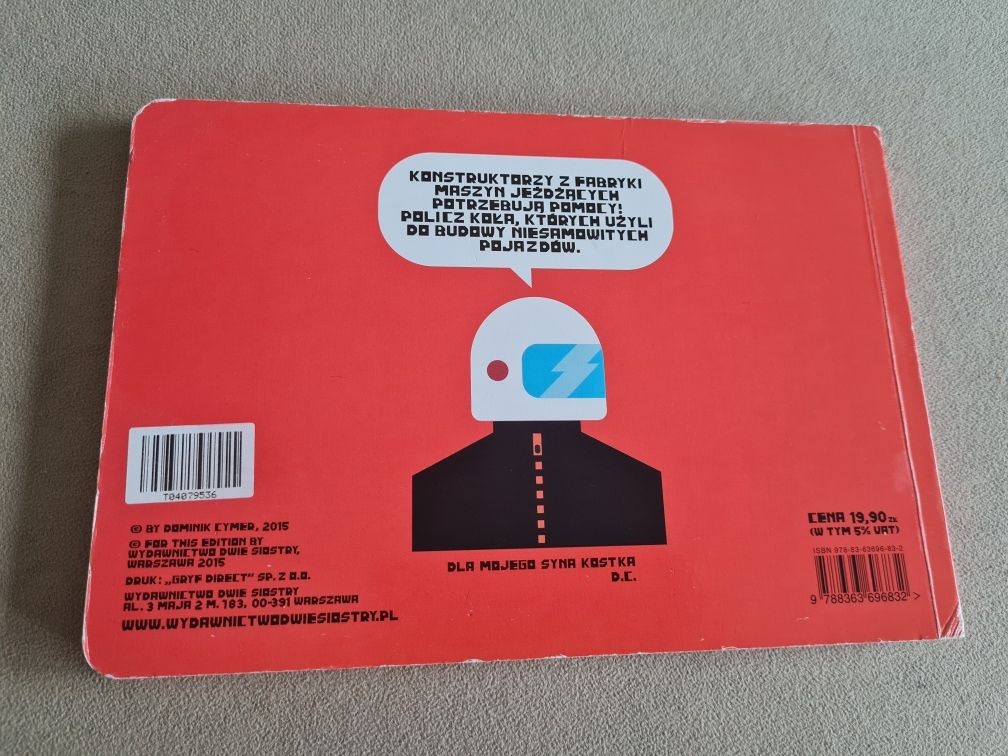 KONSTRUKTORZY Z FABRYKI
MASZYN JEŻDŻĄCYCH
POTRZEBUJĄ POMOCY!
POLICZ KOŁA, KTÓRYCH UŻYLI
DO BUDOWY NIESAMOWITYCH
POJAZDÓW.
T04079536
© BY DOMINIK CYMER, 2015
© FOR THIS EDITION BY
WYDAWNICTWO DWIE SIOSTRY,
WARSZAWA 2015
DRUK: „GRYF DIRECT" SP. Z O.O.
WYDAWNICTWO DWIE SIOSTRY
AL. 3 MAJA 2 M. 183, 00-391 WARSZAWA
WWW.WYDAWNICTWODWIESIOSTRY.PL
DLA MOJEGO SYNA KOSTKA
D.C.
CENA 19,90 ZŁ
(W TYM 5% VAT)
ISBN 978-83-63696-83-2
9 788363 696832 >